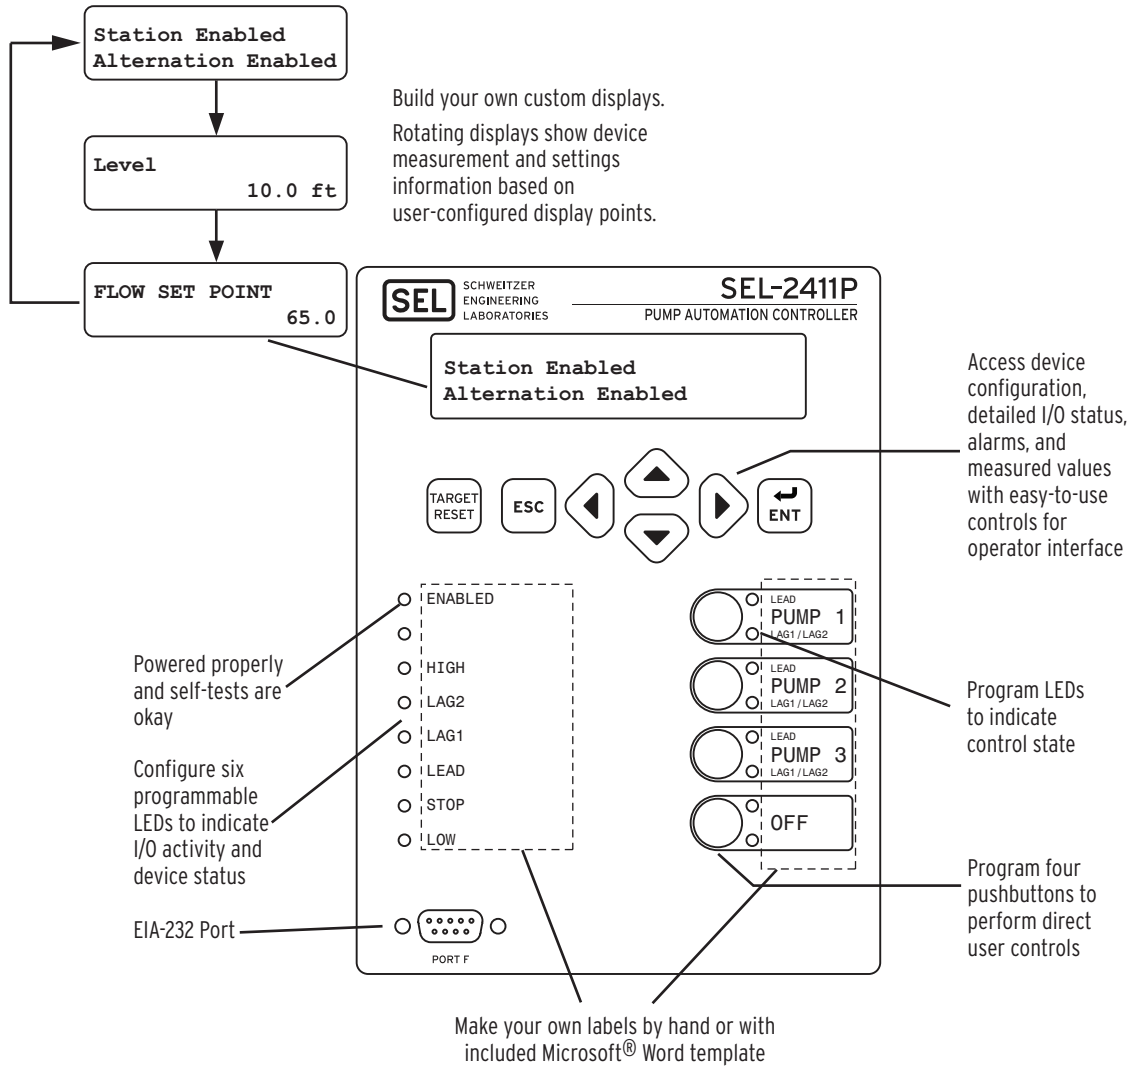 Station Enabled
Alternation Enabled
Level
10.0 ft
FLOW SET POINT
65.0
Build your own custom displays.
Rotating displays show device
measurement and settings
information based on
user-configured display points.
SEL
SCHWEITZER
ENGINEERING
LABORATORIES
SEL-2411P
PUMP AUTOMATION CONTROLLER
Station Enabled
Alternation Enabled
Access device
configuration,
detailed I/O status,
alarms, and
measured values
with easy-to-use
controls for
operator interface
TARGET
RESET
ESC
ENT
ENABLED
HIGH
LAG2
LAG1
LEAD
STOP
LOW
LEAD
PUMP 1
LAG1/LAG2
LEAD
PUMP 2
LAG1/LAG2
LEAD
PUMP 3
LAG1/LAG2
OFF
Powered properly
and self-tests are
okay
Configure six
programmable
LEDs to indicate
I/O activity and
device status
EIA-232 Port
PORT F
Program LEDs
to indicate
control state
Program four
pushbuttons to
perform direct
user controls
Make your own labels by hand or with
included Microsoft® Word template